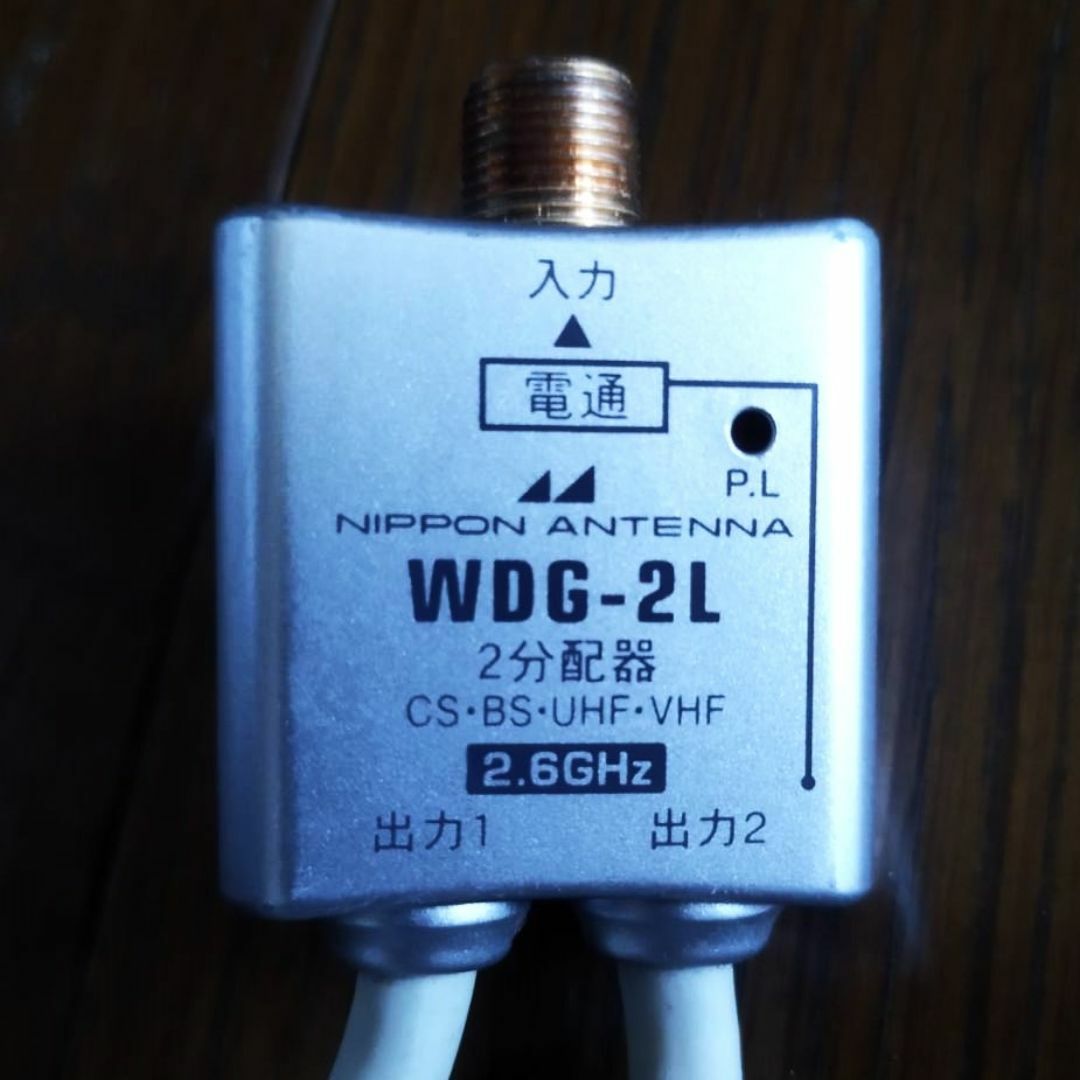 入力
電通
P.L
NIPPON ANTENNA
WDG-2L
2分配器
CS・BS・UHF・VHF
2.6GHz
出力1 出力2